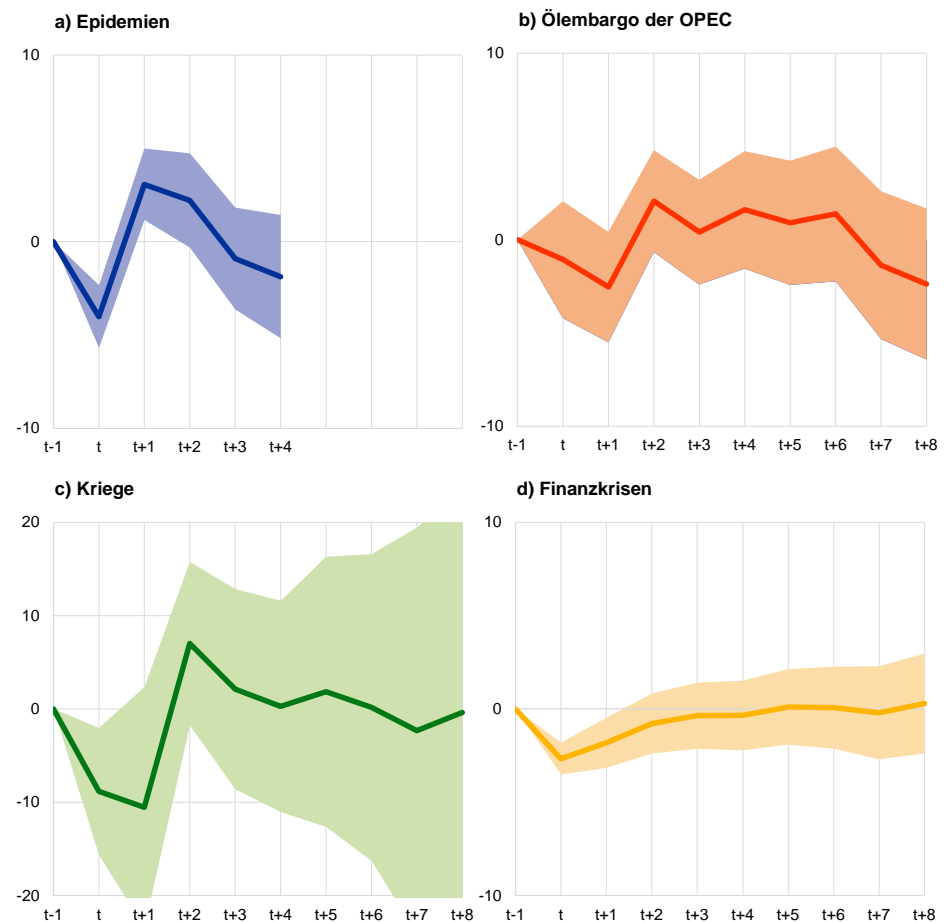 a) Epidemien
10
0
-10
t-1 t t+1 t+2 t+3 t+4
b) Ölembargo der OPEC
10
0
-10
t-1 t t+1 t+2 t+3 t+4 t+5 t+6 t+7 t+8
c) Kriege
20
10
0
-10
-20
t-1 t t+1 t+2 t+3 t+4 t+5 t+6 t+7 t+8
d) Finanzkrisen
10
0
-10
t-1 t t+1 t+2 t+3 t+4 t+5 t+6 t+7 t+8